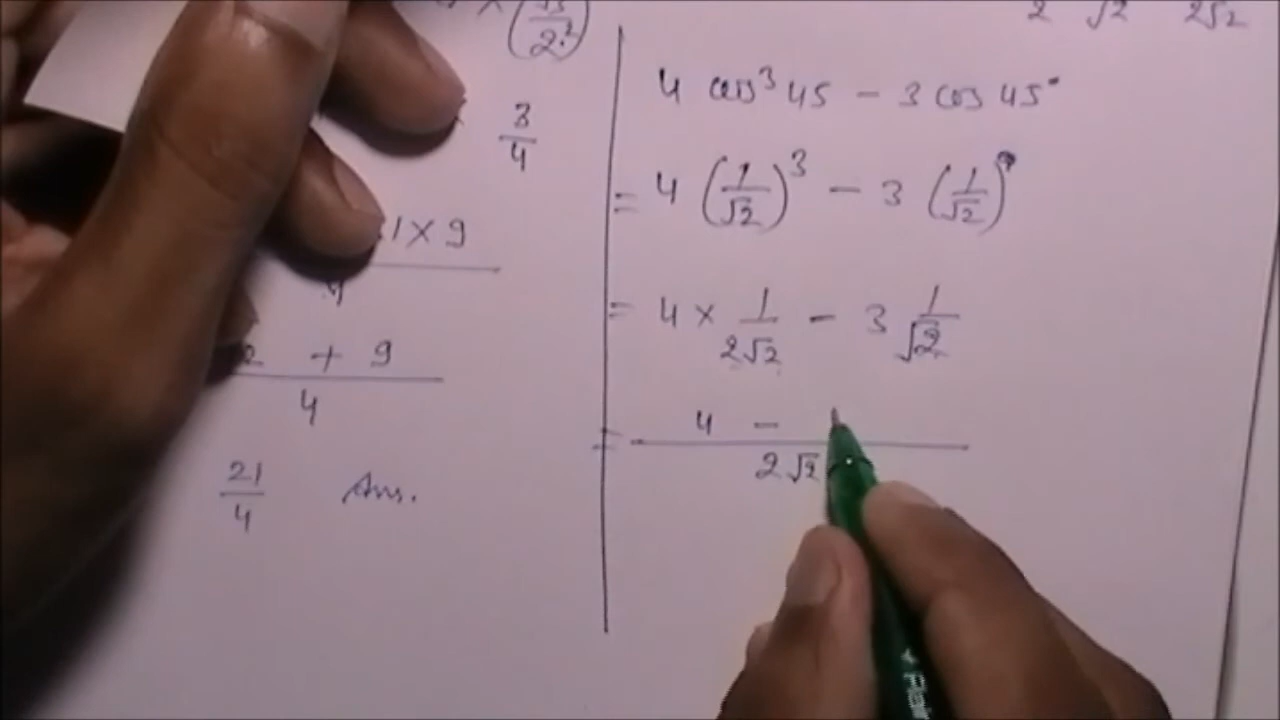 3/4
1 × 9
2 + 9
4
21/4 Ans.
2 √2 2√2
4 cos³ 45 - 3 cos 45°
= 4 (1/√2)³ - 3 (1/√2)
= 4 × 1/2√2 - 3 1/√2
= 4 -
2√2